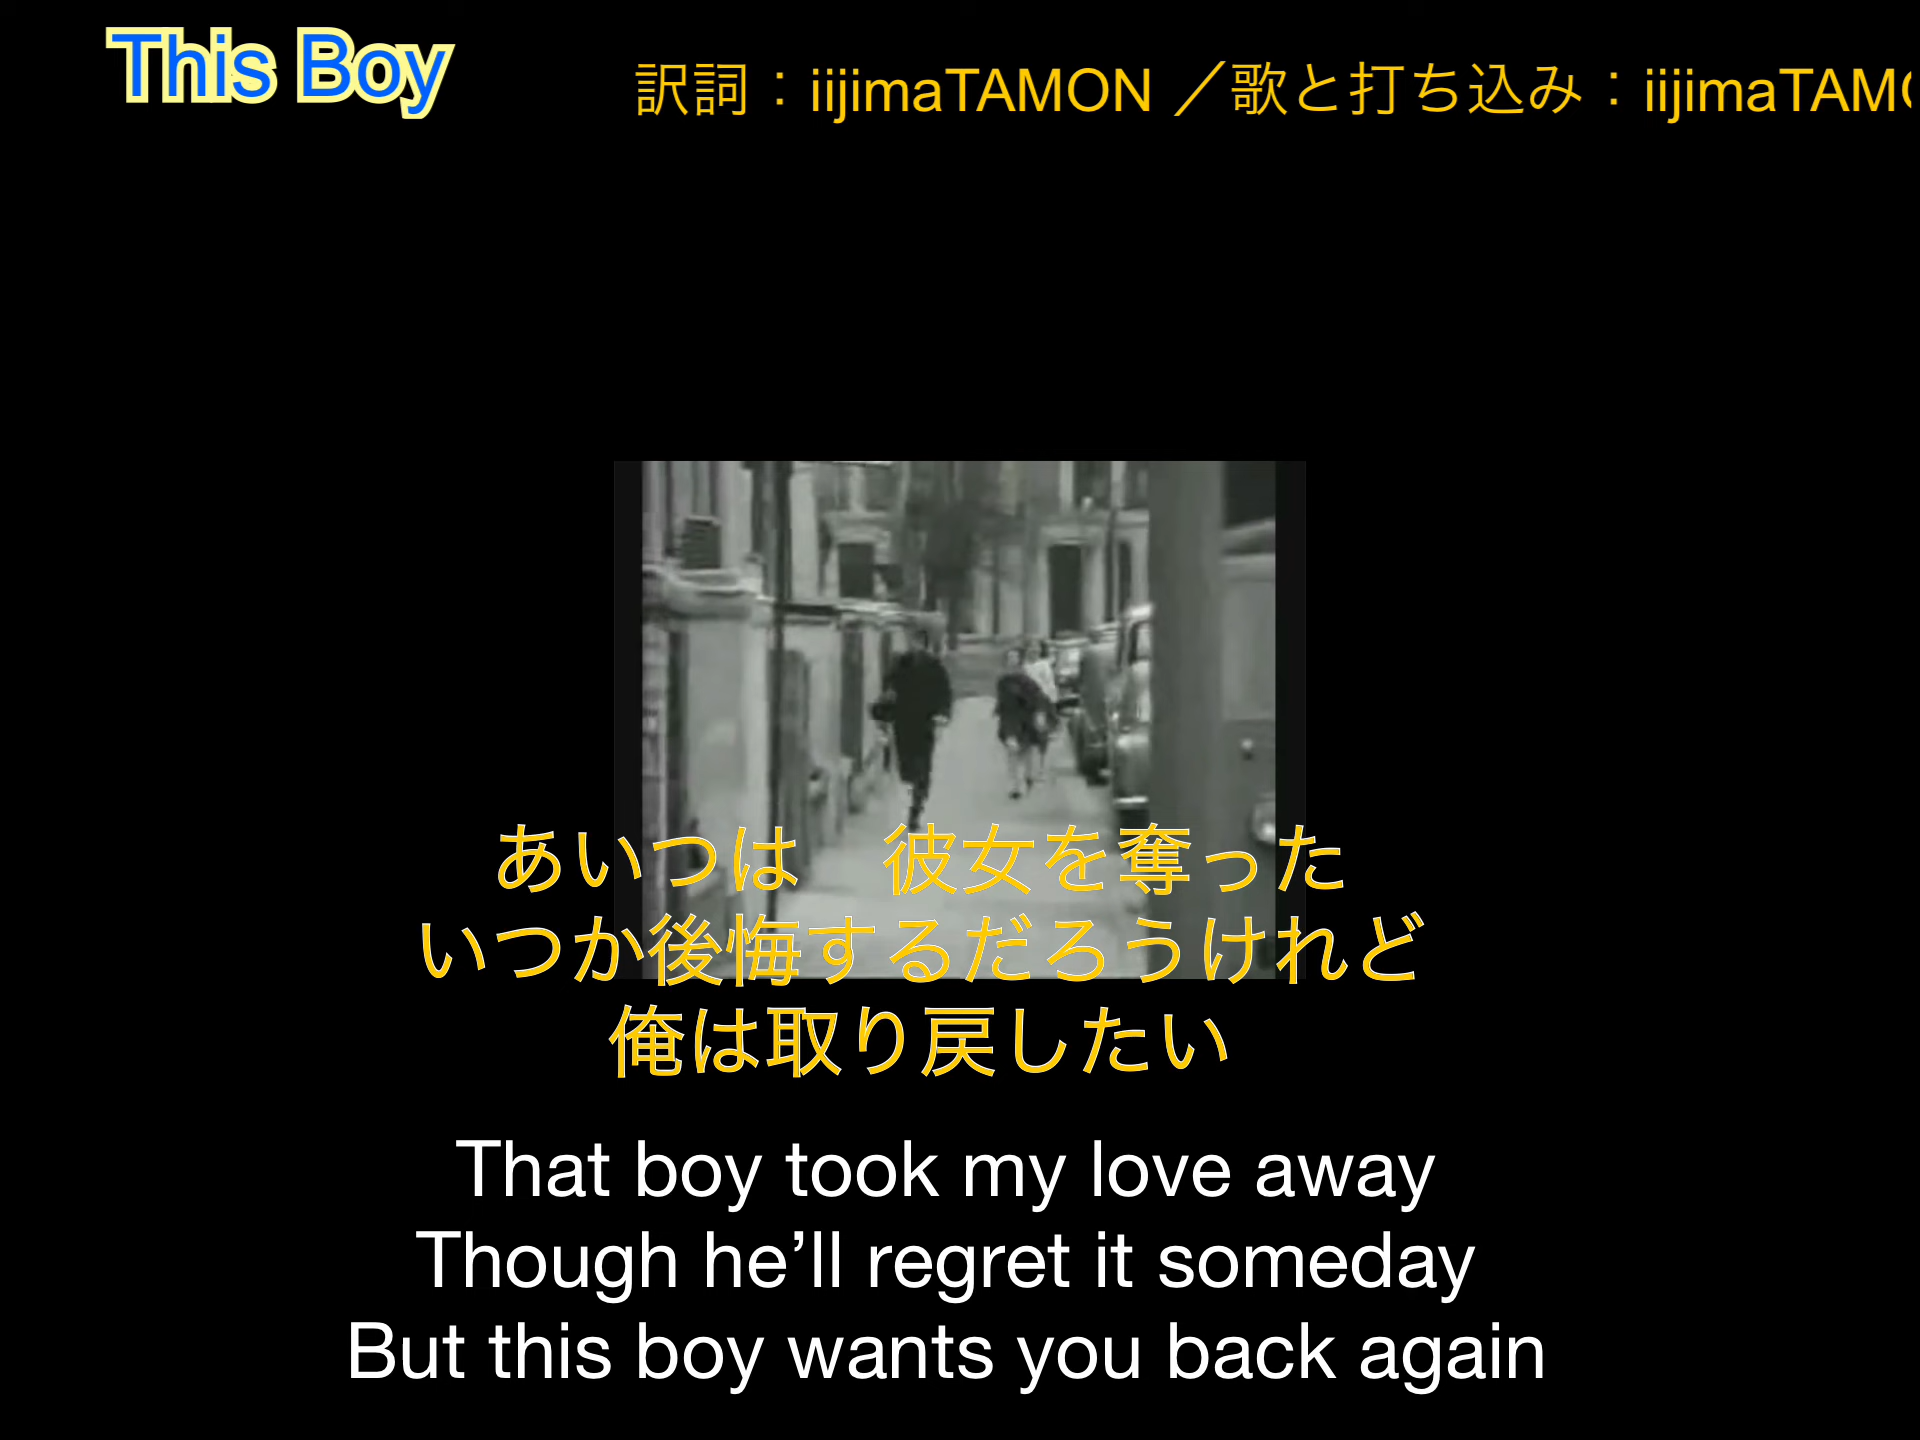 This Boy
訳詞：iijimaTAMON ／歌と打ち込み：iijimaTAMO
あいつは　彼女を奪った
いつか後悔するだろうけれど
俺は取り戻したい
That boy took my love away
Though he’ll regret it someday
But this boy wants you back again